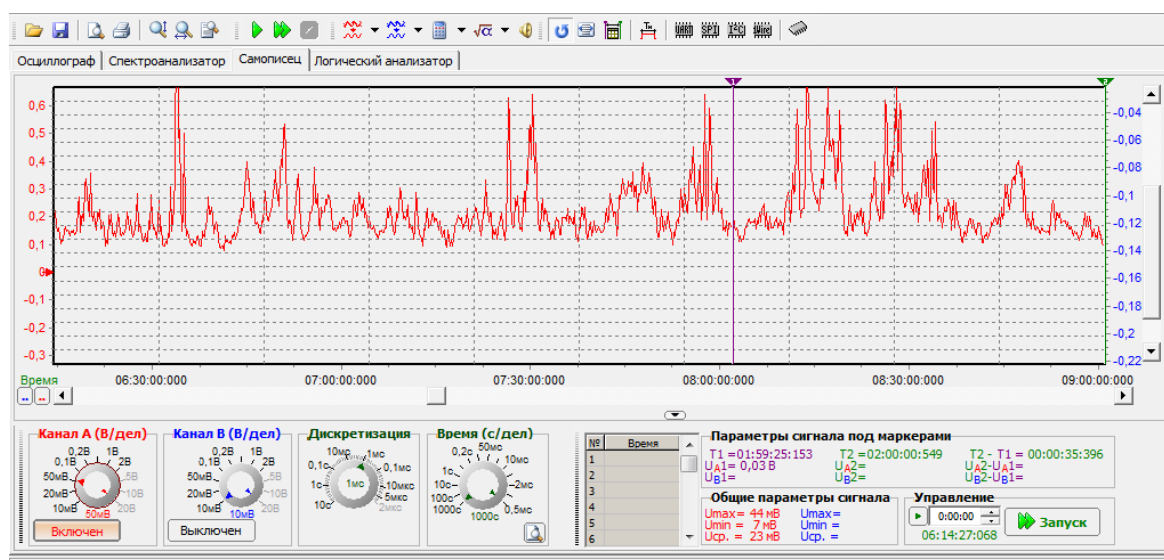 Tм
UART SPI I²C 1Wire
Осциллограф Спектроанализатор Самописец Логический анализатор
1 2
0,6
0,5
0,4
0,3
0,2
0,1
0
-0,1
-0,2
-0,3
-0,04
-0,06
-0,08
-0,1
-0,12
-0,14
-0,16
-0,18
-0,2
-0,22
Время 06:30:00:000 07:00:00:000 07:30:00:000 08:00:00:000 08:30:00:000 09:00:00:000
Канал A (В/дел)
0,2В 1В
0,1В 2В
50мВ 5В
20мВ 10В
10мВ 50мВ 20В
Включен
Канал B (В/дел)
0,2В 1В
0,1В 2В
50мВ 5В
20мВ 10В
10мВ 10мВ 20В
Выключен
Дискретизация
10мс 1мс
0,1с 0,1мс
1с 1мс 10мкс
5мкс
10с 2мкс
Время (с/дел)
0,2с 50мс
1с 10мс
10с 2мс
100с
1000с 1000с 0,5мс
№ Время
1
2
3
4
5
6
Параметры сигнала под маркерами
T1 =01:59:25:153 T2 =02:00:00:549 T2 - T1 = 00:00:35:396
UA1= 0,03 В UA2= UA2-UA1=
UB1= UB2= UB2-UB1=
Общие параметры сигнала
Umax= 44 мВ Umax=
Umin = 7 мВ Umin =
Uср. = 23 мВ Uср. =
Управление
0:00:00 Запуск
06:14:27:068